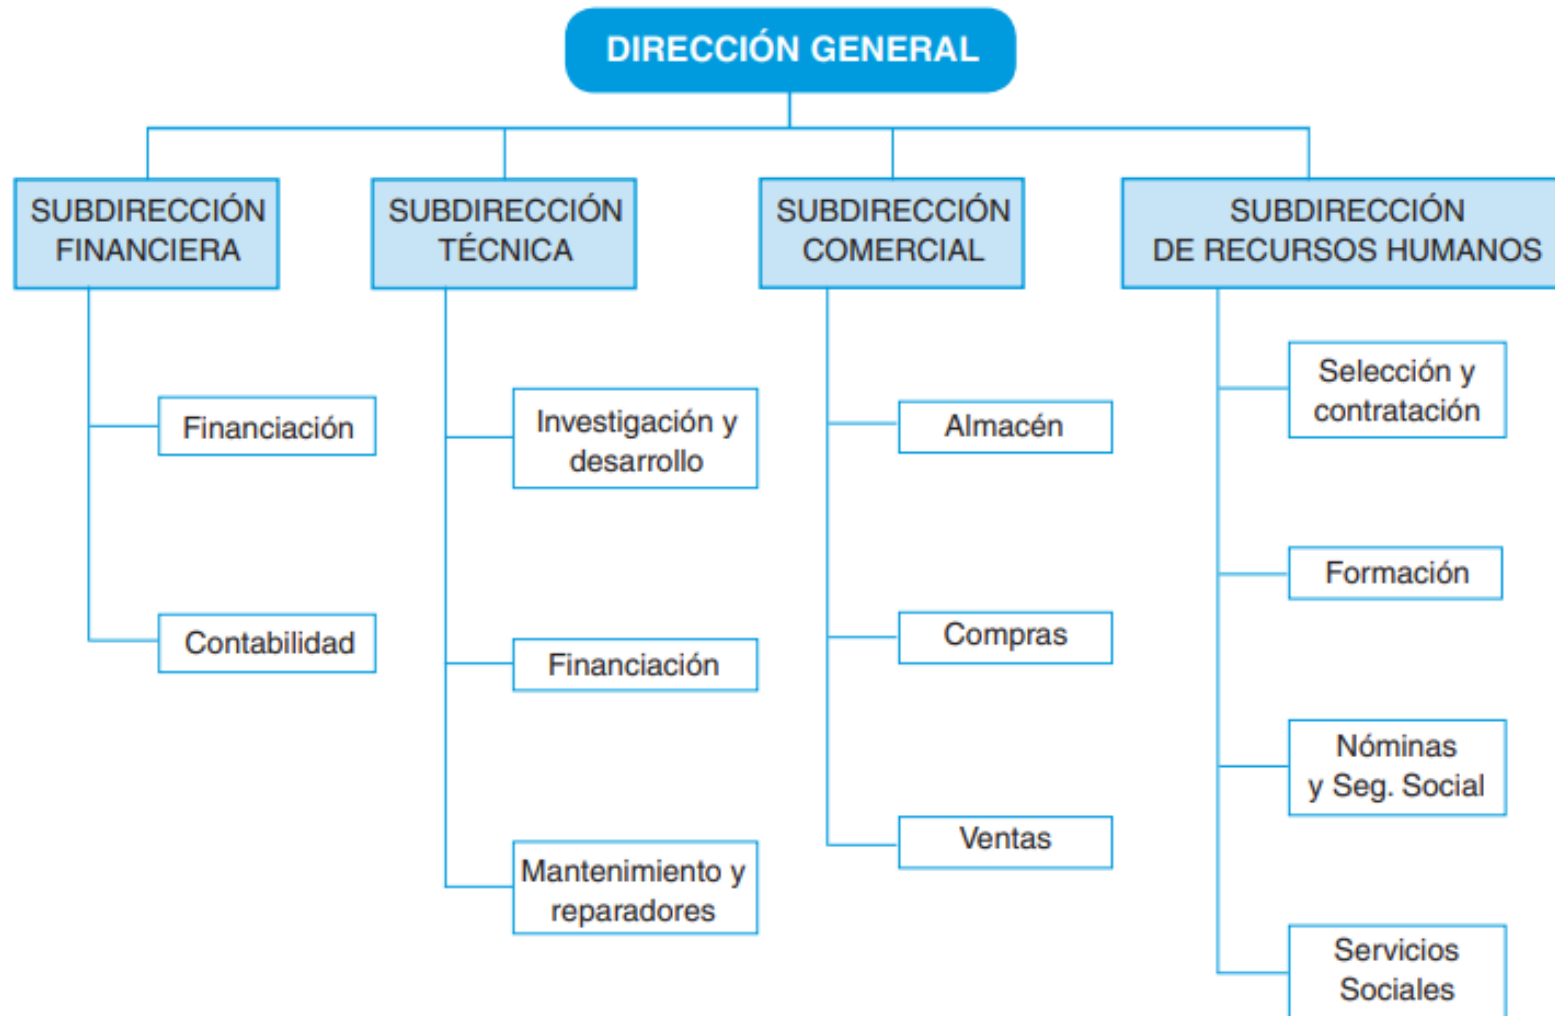 DIRECCIÓN GENERAL
SUBDIRECCIÓN
FINANCIERA
Financiación
Contabilidad
SUBDIRECCIÓN
TÉCNICA
Investigación y
desarrollo
Financiación
Mantenimiento y
reparadores
SUBDIRECCIÓN
COMERCIAL
Almacén
Compras
Ventas
SUBDIRECCIÓN
DE RECURSOS HUMANOS
Selección y
contratación
Formación
Nóminas
y Seg. Social
Servicios
Sociales